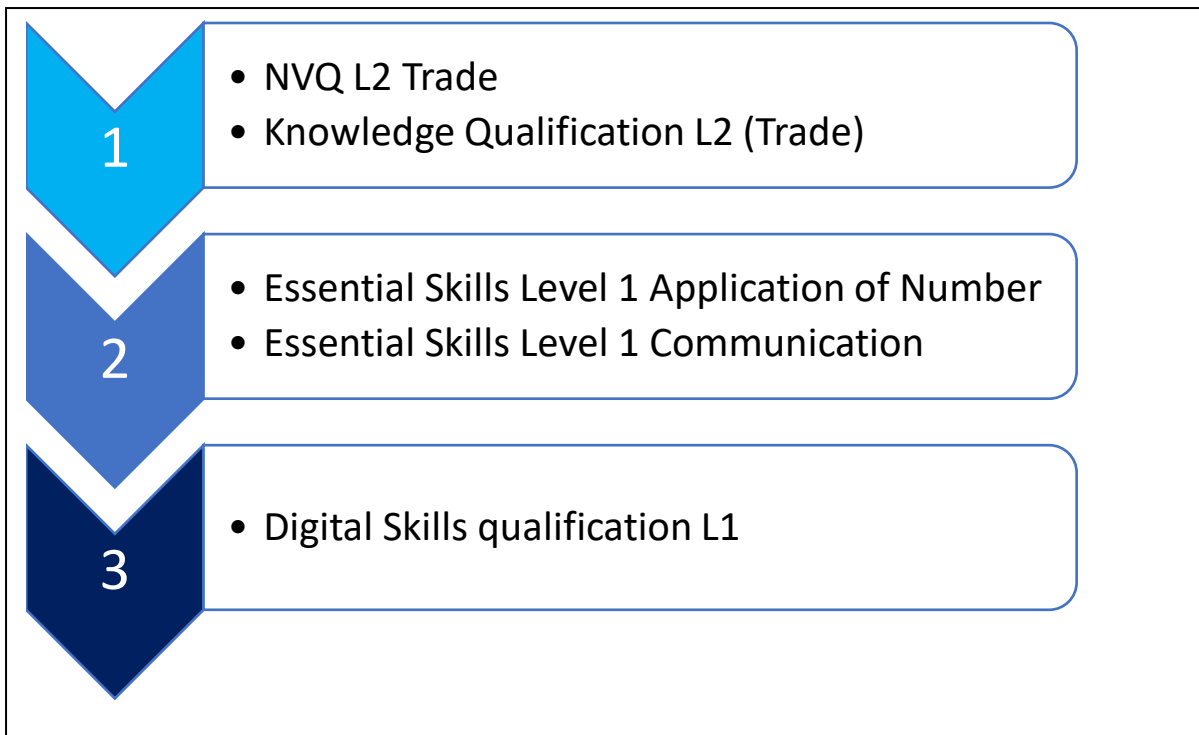 1
• NVQ L2 Trade
• Knowledge Qualification L2 (Trade)
2
• Essential Skills Level 1 Application of Number
• Essential Skills Level 1 Communication
3
• Digital Skills qualification L1